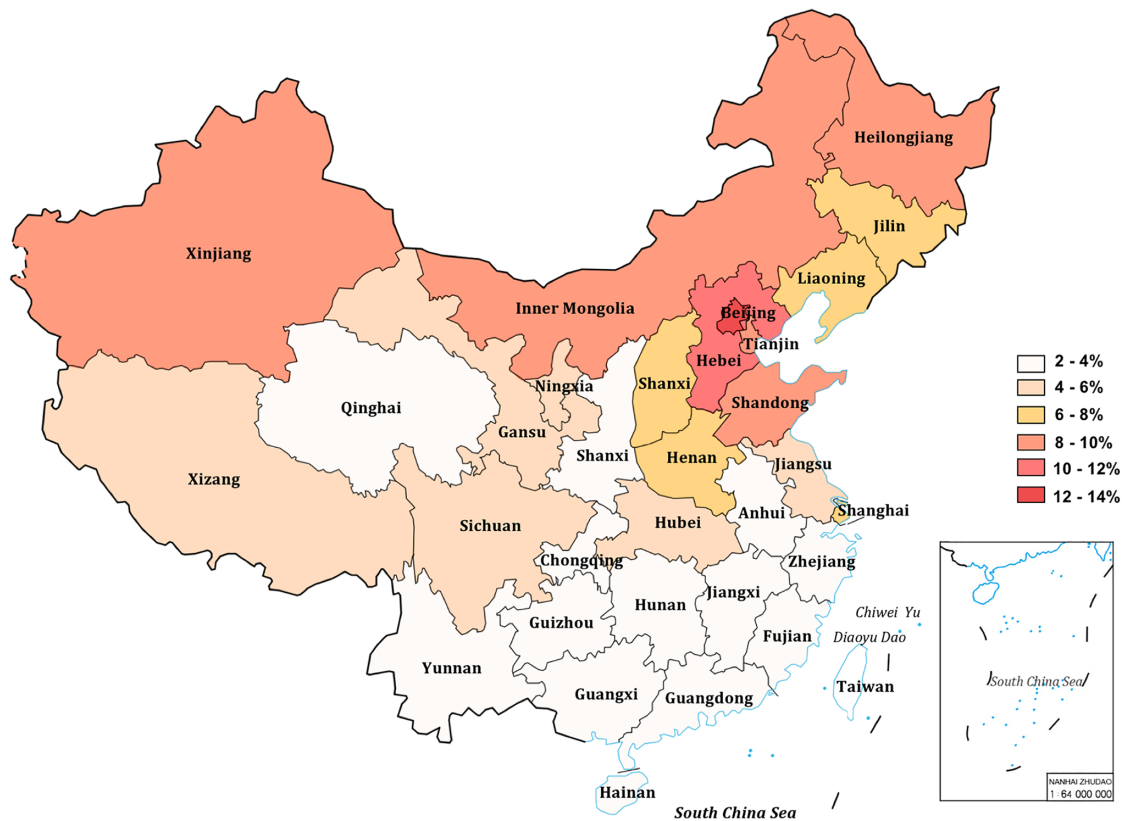 Heilongjiang
Jilin
Xinjiang
Liaoning
Inner Mongolia
Beijing
Tianjin
Hebei
Shanxi
Ningxia
Qinghai
Shandong
Gansu
Shanxi
Henan
Jiangsu
Xizang
Sichuan
Hubei
Anhui
Shanghai
Chongqing
Zhejiang
Jiangxi
Hunan
Guizhou
Fujian
Yunnan
Guangxi
Guangdong
Taiwan
Hainan
Chiwei Yu
Diaoyu Dao
South China Sea
2 - 4%
4 - 6%
6 - 8%
8 - 10%
10 - 12%
12 - 14%
South China Sea
NANHAI ZHUDAO
1:64 000 000